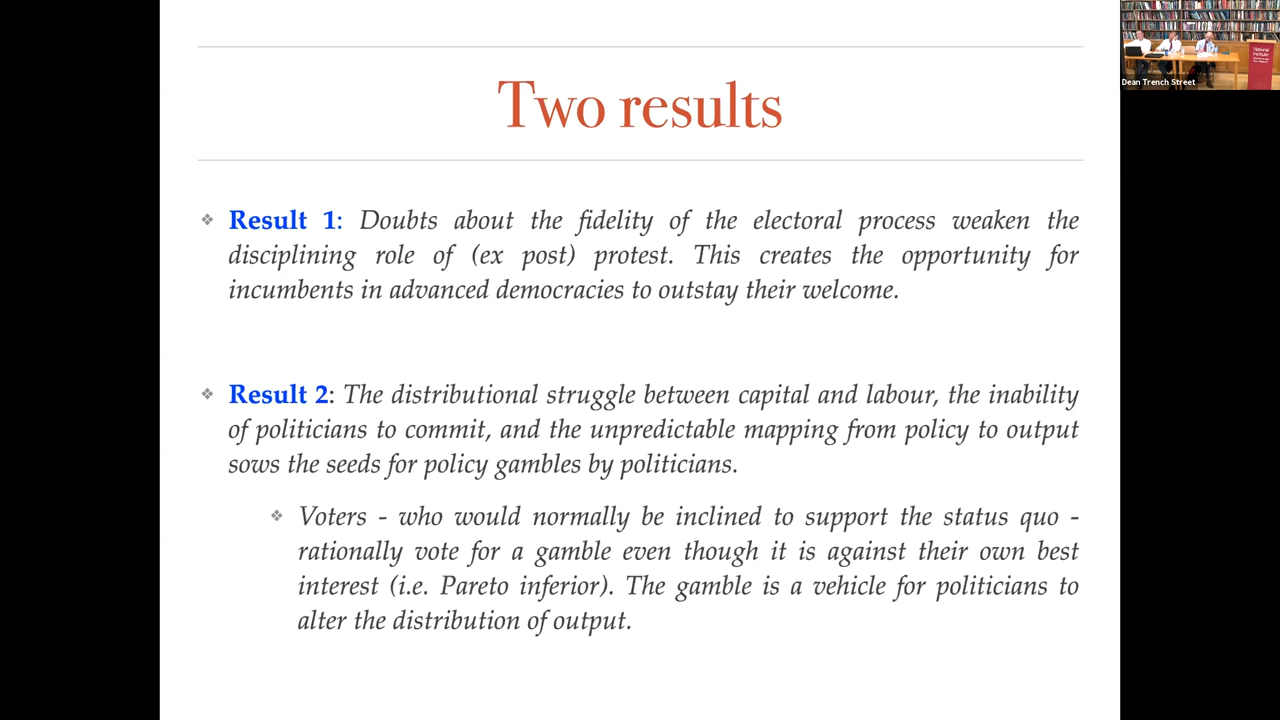 Two results
❖ Result 1: Doubts about the fidelity of the electoral process weaken the
disciplining role of (ex post) protest. This creates the opportunity for
incumbents in advanced democracies to outstay their welcome.
❖ Result 2: The distributional struggle between capital and labour, the inability
of politicians to commit, and the unpredictable mapping from policy to output
sows the seeds for policy gambles by politicians.
❖ Voters - who would normally be inclined to support the status quo -
rationally vote for a gamble even though it is against their own best
interest (i.e. Pareto inferior). The gamble is a vehicle for politicians to
alter the distribution of output.
Dean Trench Street
National
Institute